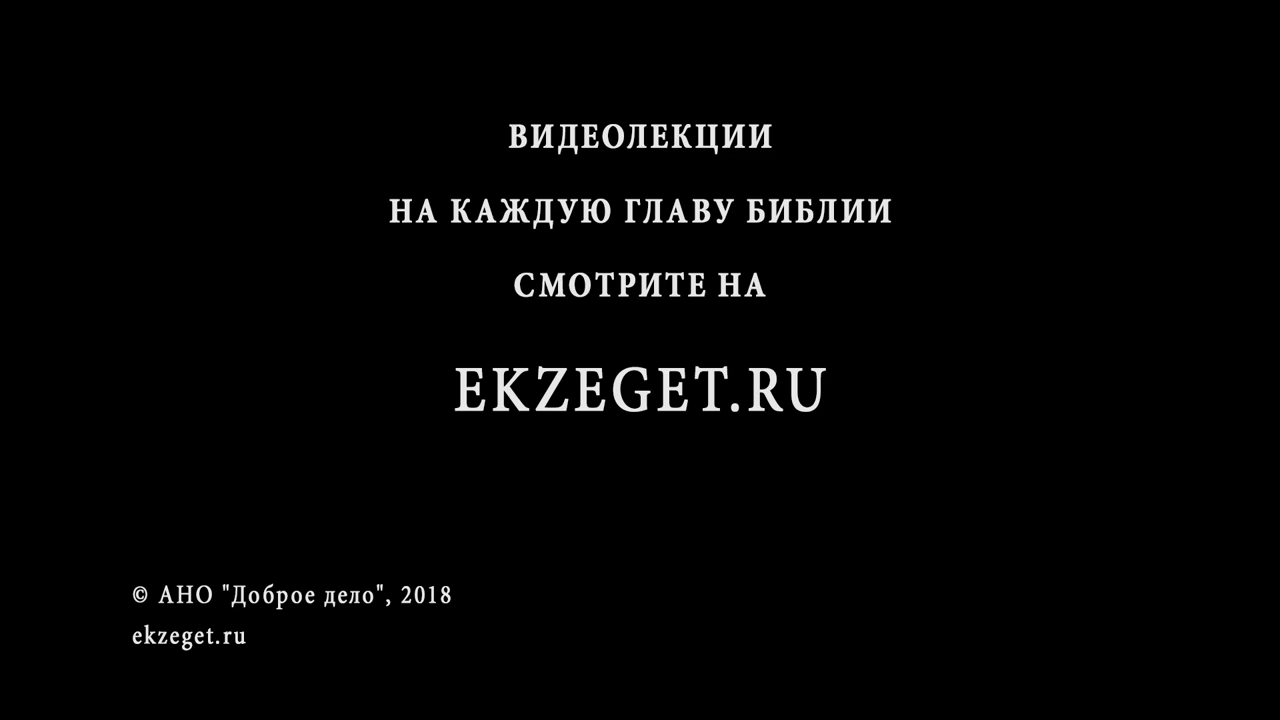 ВИДЕОЛЕКЦИИ
НА КАЖДУЮ ГЛАВУ БИБЛИИ
СМОТРИТЕ НА
EKZEGET.RU
© АНО "Доброе дело", 2018
ekzeget.ru